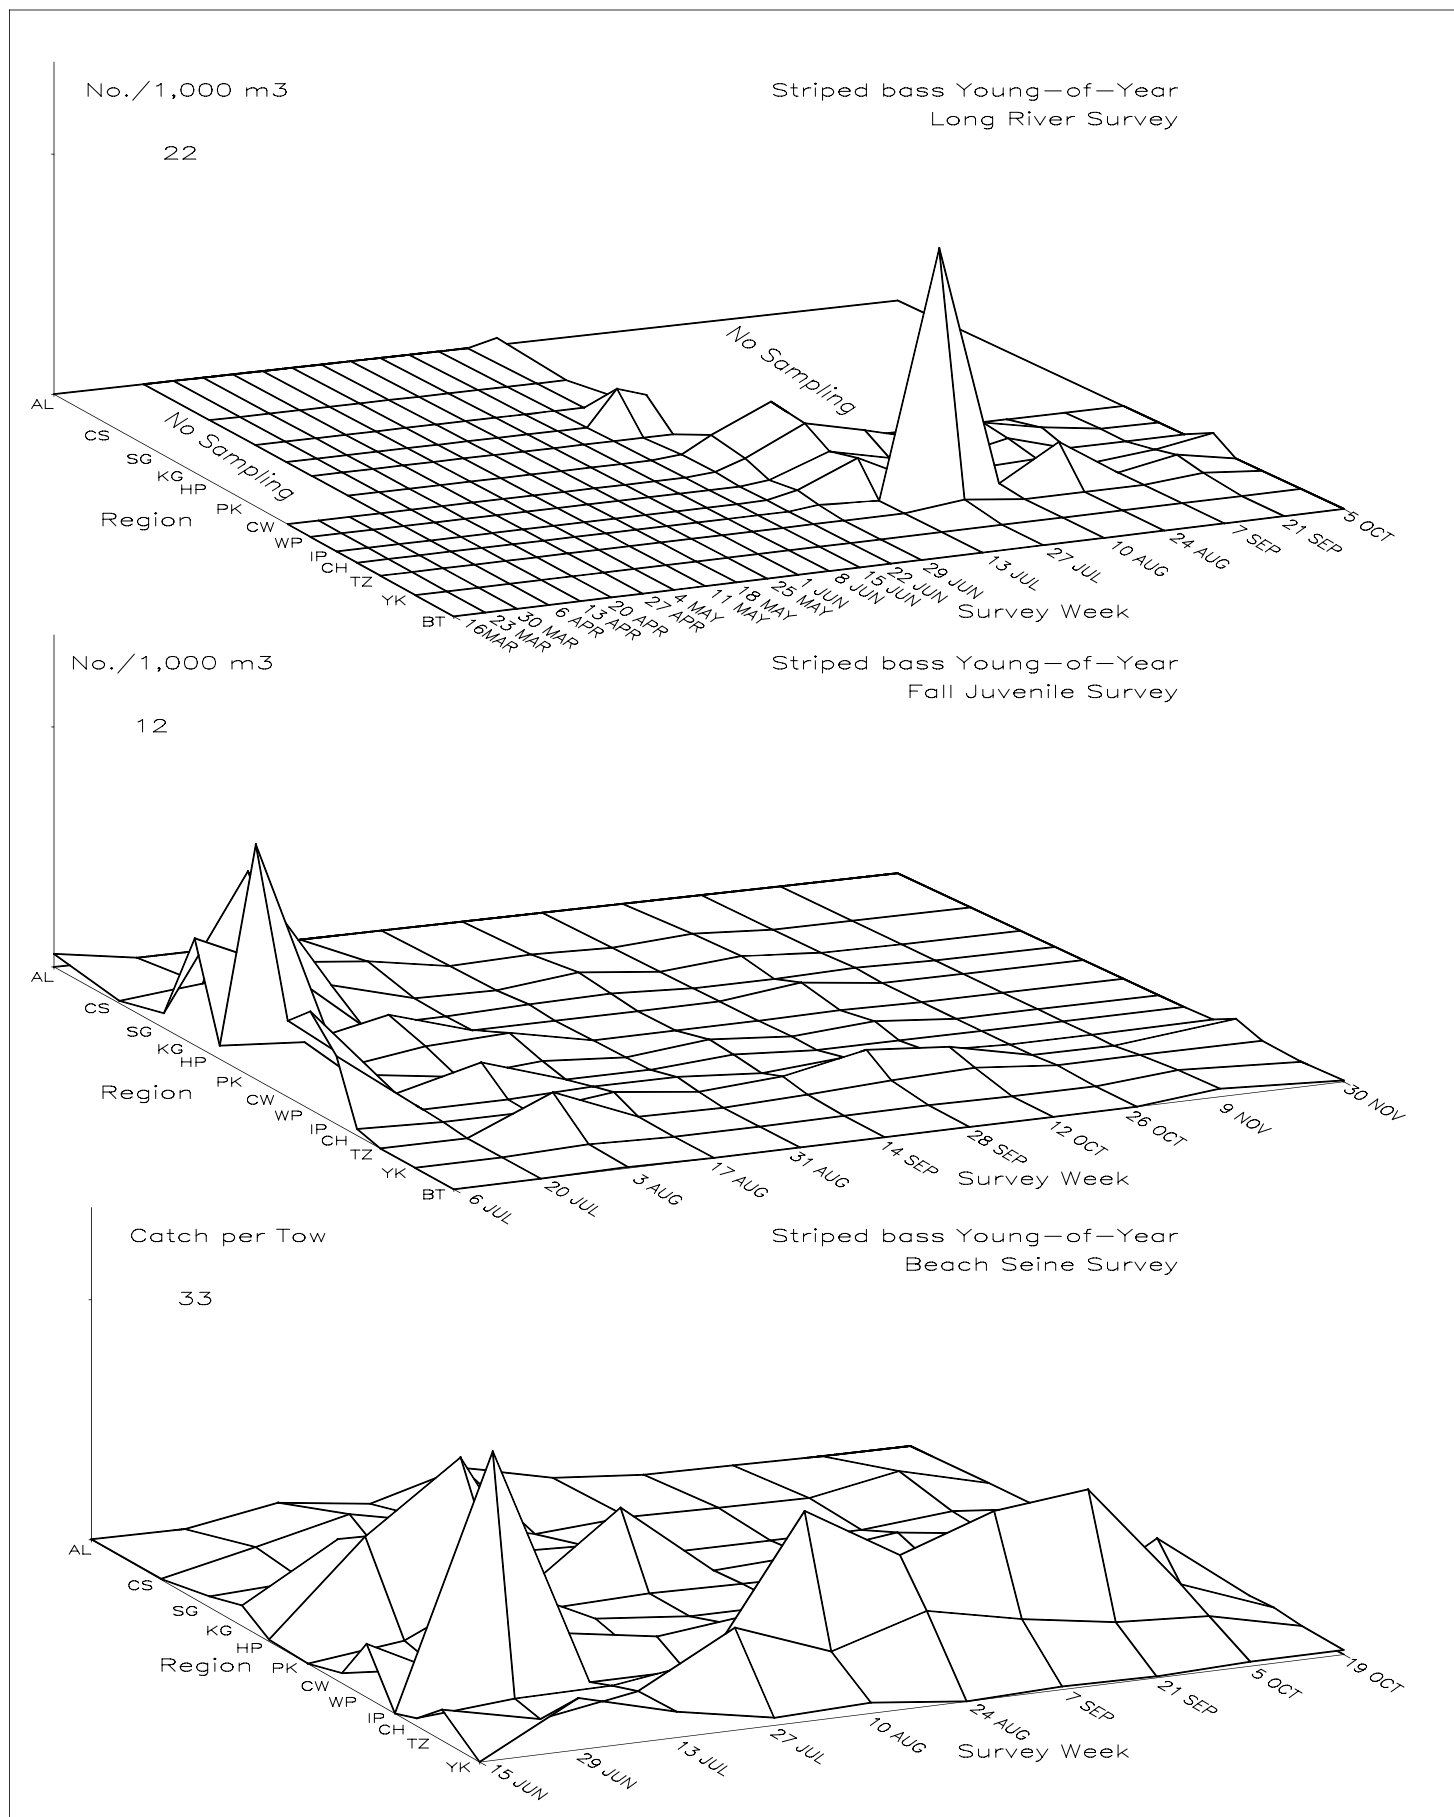 No./1,000 m3
Striped bass Young-of-Year
Long River Survey
22
No Sampling
AL
CS
SG
KG
HP
PK
CW
WP
IP
CH
TZ
YK
BT
No Sampling
Region
16MAR
23 MAR
30 MAR
6 APR
13 APR
20 APR
27 APR
4 MAY
11 MAY
18 MAY
25 MAY
1 JUN
8 JUN
15 JUN
22 JUN
29 JUN
13 JUL
27 JUL
10 AUG
24 AUG
7 SEP
21 SEP
5 OCT
Survey Week
No./1,000 m3
Striped bass Young-of-Year
Fall Juvenile Survey
12
AL
CS
SG
KG
HP
PK
CW
WP
IP
CH
TZ
YK
BT
Region
6 JUL
20 JUL
3 AUG
17 AUG
31 AUG
14 SEP
28 SEP
12 OCT
26 OCT
9 NOV
30 NOV
Survey Week
Catch per Tow
Striped bass Young-of-Year
Beach Seine Survey
33
AL
CS
SG
KG
HP
PK
CW
WP
IP
CH
TZ
YK
Region
15 JUN
29 JUN
13 JUL
27 JUL
10 AUG
24 AUG
7 SEP
21 SEP
5 OCT
19 OCT
Survey Week